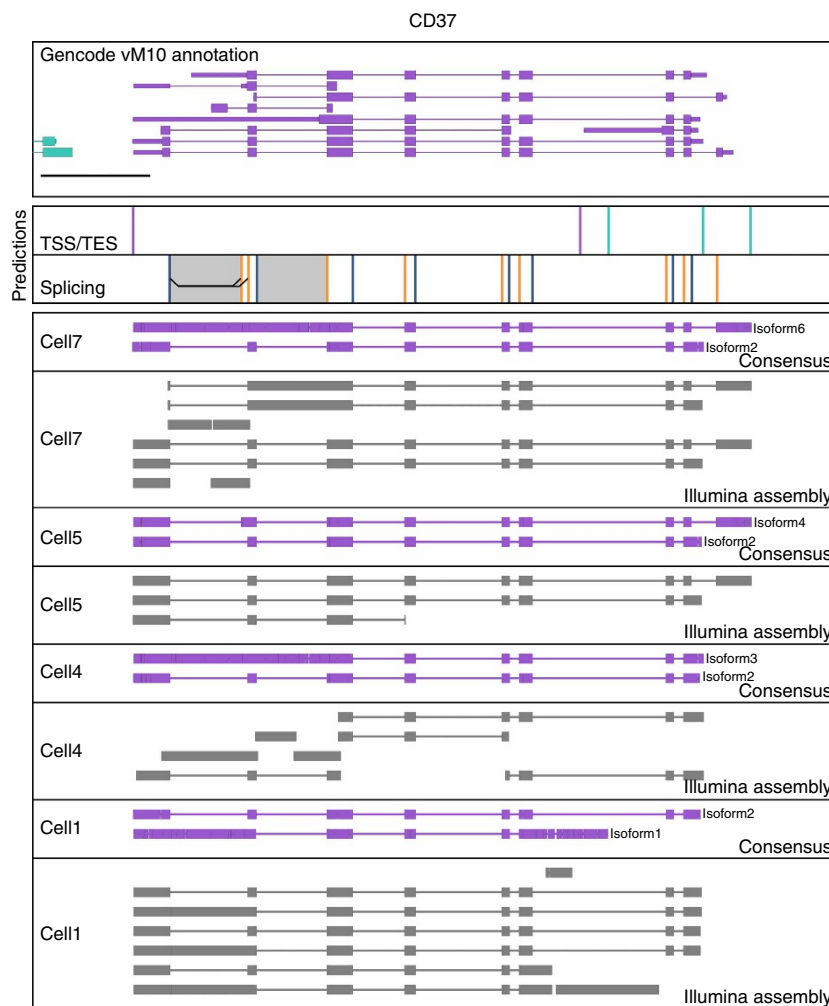 CD37
Gencode vM10 annotation
Predictions
TSS/TES
Splicing
Cell7
Isoform6
Isoform2
Consensus
Cell7
Illumina assembly
Cell5
Isoform4
Isoform2
Consensus
Cell5
Illumina assembly
Cell4
Isoform3
Isoform2
Consensus
Cell4
Illumina assembly
Cell1
Isoform2
Isoform1
Consensus
Cell1
Illumina assembly